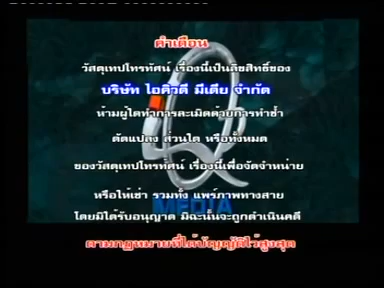 คำเตือน
วัสดุเทปโทรทัศน์ เรื่องนี้เป็นลิขสิทธิ์ของ
บริษัท ไอคิวดี มีเดีย จำกัด
ห้ามผู้ใดทำการละเมิดด้วยการทำซ้ำ
ดัดแปลง ส่วนใด หรือทั้งหมด
ของวัสดุเทปโทรทัศน์ เรื่องนี้เพื่อจัดจำหน่าย
หรือให้เช่า รวมทั้ง แพร่ภาพทางสาย
โดยมิได้รับอนุญาต มิฉะนั้นจะถูกดำเนินคดี
MEDIA
ตามกฎหมายที่ได้บัญญัติไว้สูงสุด